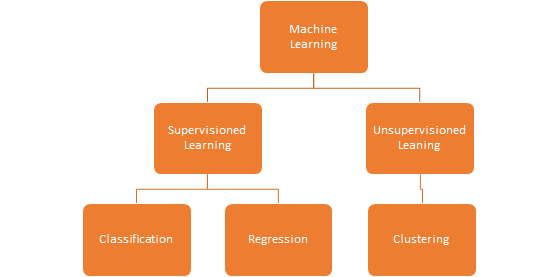 Machine
Learning
Supervisioned
Learning
Unsupervisioned
Leaning
Classification
Regression
Clustering